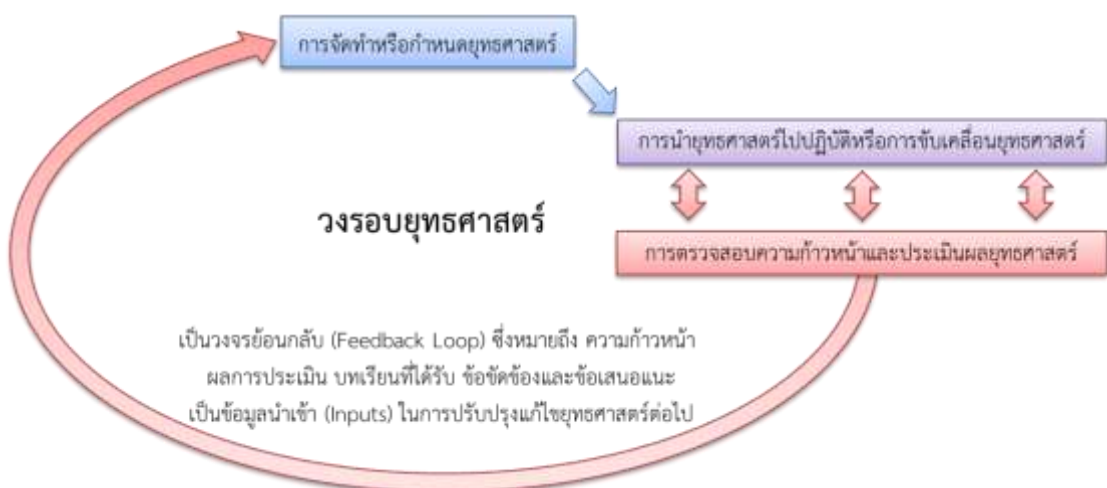 การจัดทำหรือกำหนดยุทธศาสตร์
การนำยุทธศาสตร์ไปปฏิบัติหรือการขับเคลื่อนยุทธศาสตร์
วงรอบยุทธศาสตร์
การตรวจสอบความก้าวหน้าและประเมินผลยุทธศาสตร์
เป็นวงจรย้อนกลับ (Feedback Loop) ซึ่งหมายถึง ความก้าวหน้า
ผลการประเมิน บทเรียนที่ได้รับ ข้อขัดข้องและข้อเสนอแนะ
เป็นข้อมูลนำเข้า (Inputs) ในการปรับปรุงแก้ไขยุทธศาสตร์ต่อไป